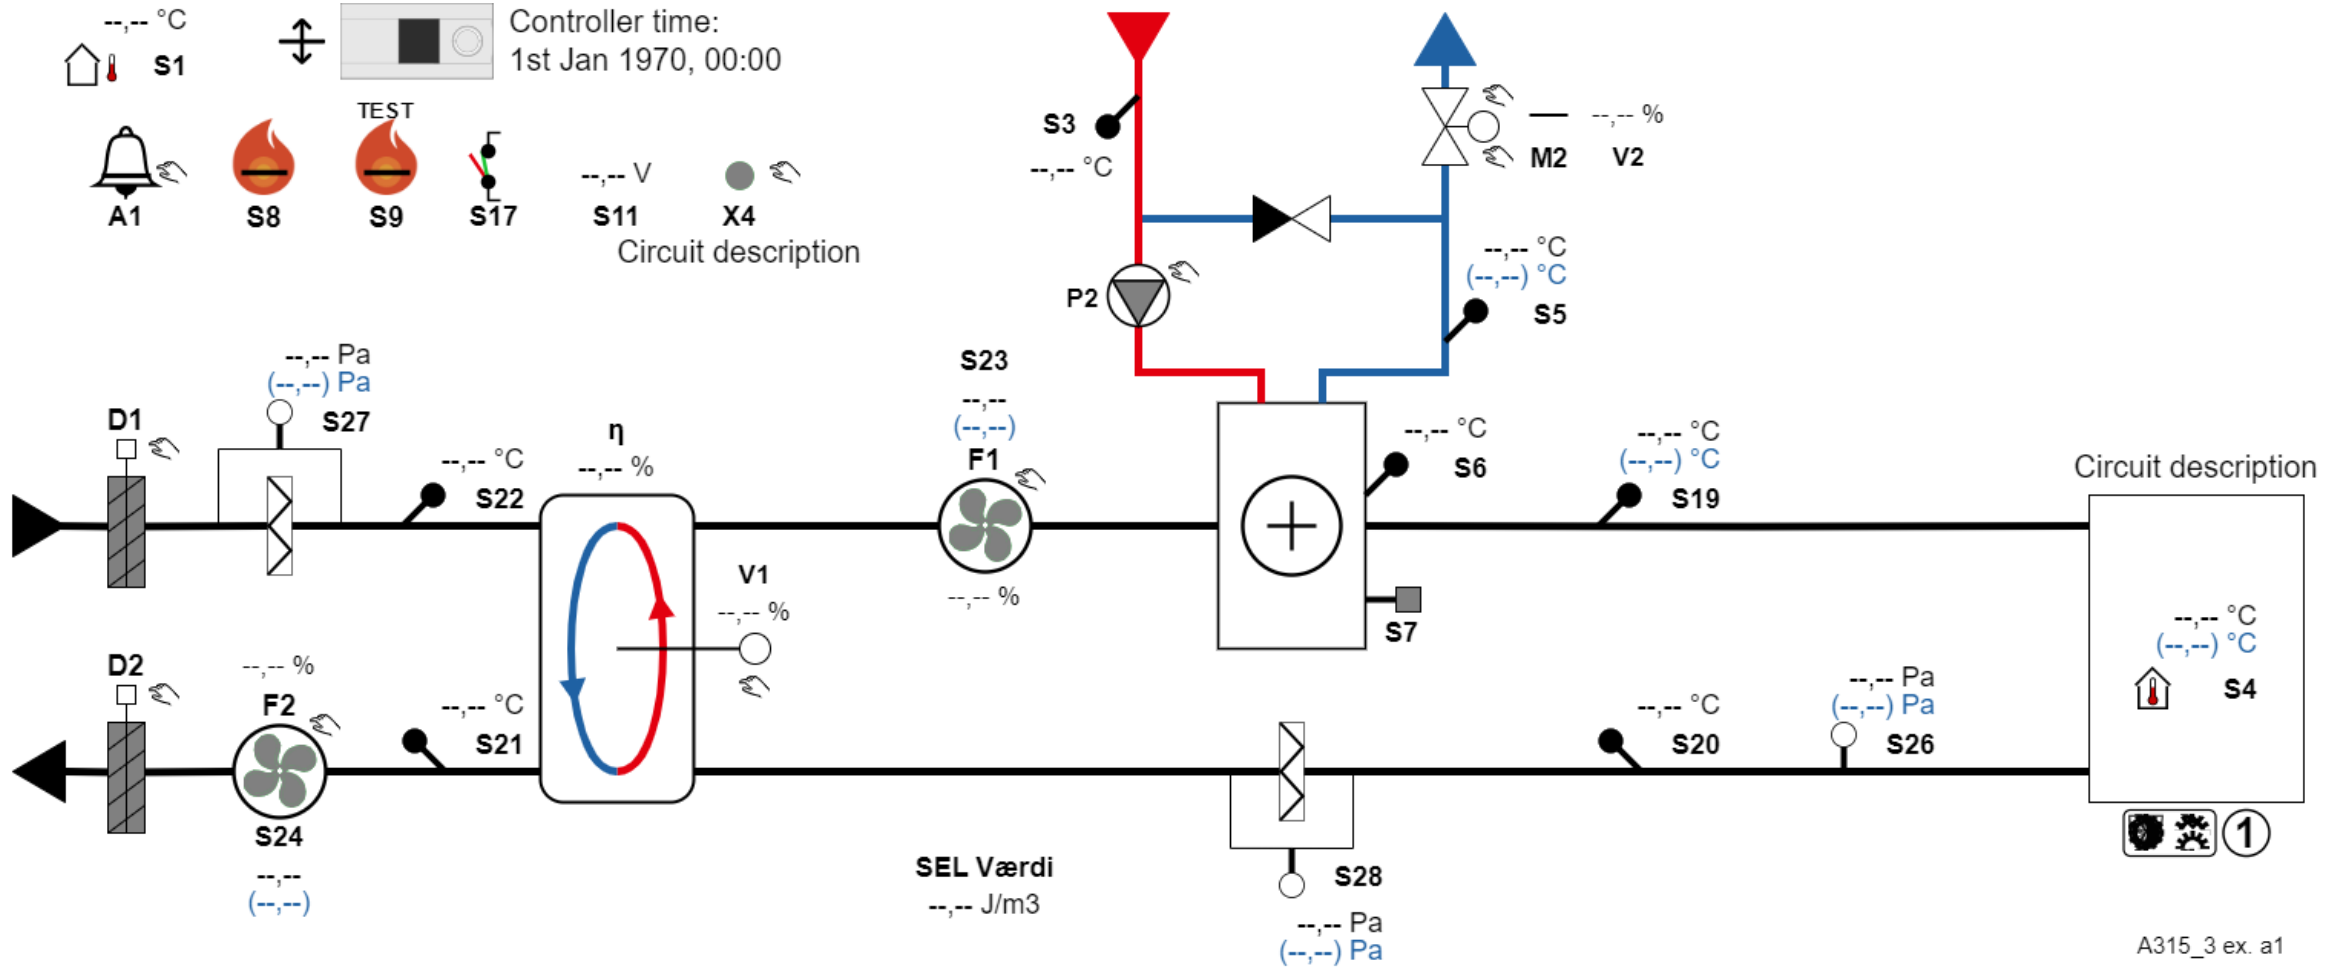 --,-- °C
S1
Controller time:
1st Jan 1970, 00:00
TEST
A1
S8
S9
S17
--,-- V
S11
X4
Circuit description
S3
--,-- °C
--,-- %
M2
V2
--,-- °C
(--,--) °C
S5
P2
--,-- Pa
(--,--) Pa
S27
D1
--,-- °C
S22
η
--,-- %
S23
--,--
(--,--)
F1
--,-- %
--,-- °C
S6
--,-- °C
(--,--) °C
S19
Circuit description
V1
--,-- %
S7
--,-- °C
(--,--) °C
S4
D2
--,-- %
F2
--,-- °C
S21
--,-- °C
S20
--,-- Pa
(--,--) Pa
S26
S24
--,--
(--,--)
SEL Værdi
--,-- J/m3
S28
--,-- Pa
(--,--) Pa
1
A315_3 ex. a1